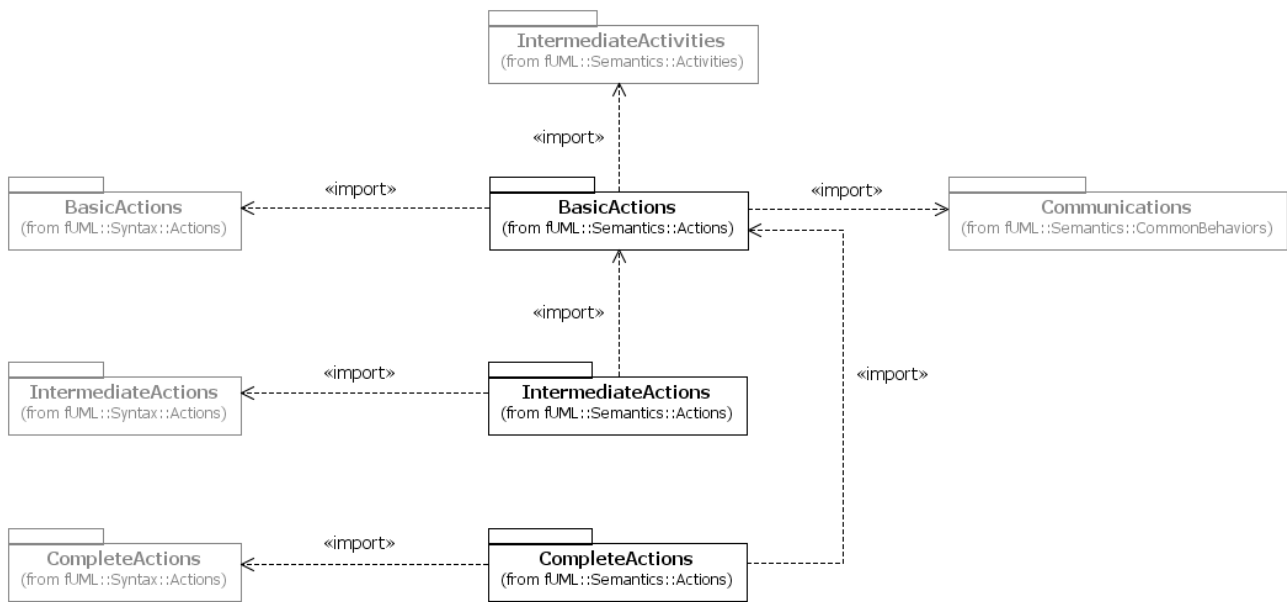 IntermediateActivities
(from fUML::Semantics::Activities)
«import»
«import»
«import»
BasicActions
(from fUML::Syntax::Actions)
BasicActions
(from fUML::Semantics::Actions)
Communications
(from fUML::Semantics::CommonBehaviors)
«import»
«import»
«import»
IntermediateActions
(from fUML::Syntax::Actions)
IntermediateActions
(from fUML::Semantics::Actions)
«import»
CompleteActions
(from fUML::Syntax::Actions)
CompleteActions
(from fUML::Semantics::Actions)